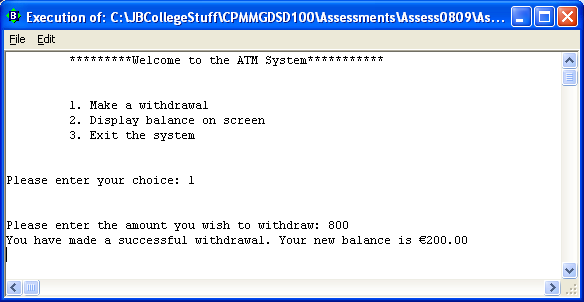 Execution of: C:\JBCollegeStuff\CPMMGDSD100\Assessments\Assess0809\As...
File Edit
*********Welcome to the ATM System***********
1. Make a withdrawal
2. Display balance on screen
3. Exit the system
Please enter your choice: 1
Please enter the amount you wish to withdraw: 800
You have made a successful withdrawal. Your new balance is €200.00